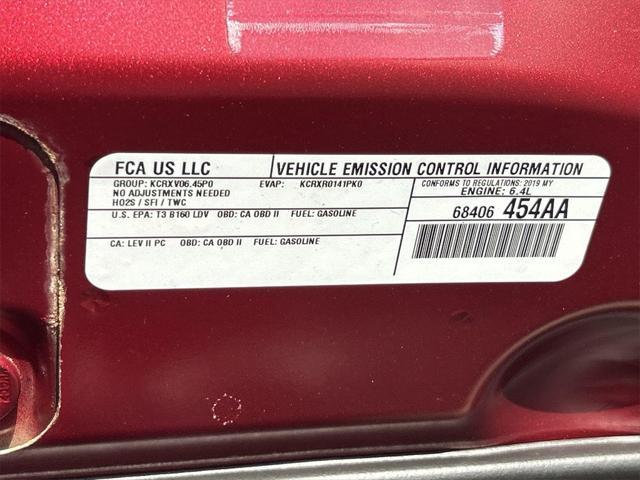 FCA US LLC
VEHICLE EMISSION CONTROL INFORMATION
GROUP: KCRXV06.45P0 EVAP: KCRXR0141PK0
NO ADJUSTMENTS NEEDED
HO2S / SFI / TWC
CONFORMS TO REGULATIONS: 2019 MY
ENGINE: 6.4L
U.S. EPA: T3 B160 LDV OBD: CA OBD II FUEL: GASOLINE
68406 454AA
CA: LEV II PC OBD: CA OBD II FUEL: GASOLINE